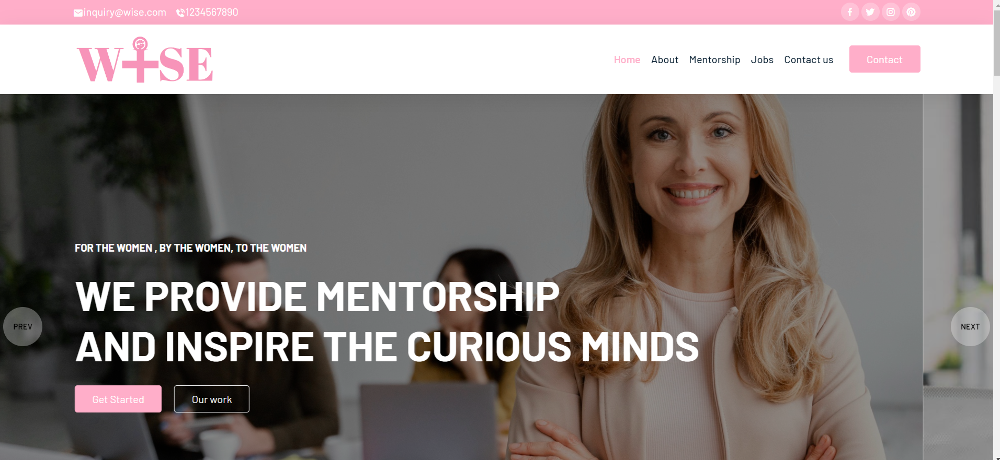 inquiry@wise.com 1234567890
WISE
Home About Mentorship Jobs Contact us Contact
FOR THE WOMEN , BY THE WOMEN, TO THE WOMEN
WE PROVIDE MENTORSHIP
AND INSPIRE THE CURIOUS MINDS
PREV
NEXT
Get Started Our work